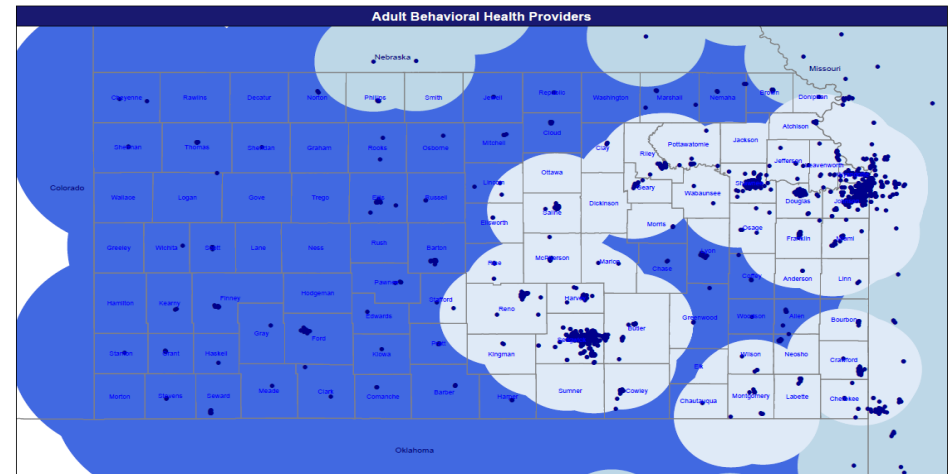 Adult Behavioral Health Providers
Nebraska
Missouri
Cheyenne Rawlins Decatur Norton Phillips Smith Jewell Republic Washington Marshall Nemaha Brown Doniphan
Atchison
Sherman Thomas Sheridan Graham Rooks Osborne Mitchell Cloud Clay Riley Pottawatomie Jackson
Jefferson Leavenworth
Colorado
Wallace Logan Gove Trego Ellis Russell Lincoln Ottawa Dickinson Geary Wabaunsee Douglas
Saline
Ellsworth Morris Osage Franklin Miami
Greeley Wichita Scott Lane Ness Rush Barton Rice McPherson Marion Chase Lyon Coffey Anderson Linn
Pawnee
Hamilton Kearny Finney Hodgeman Stafford Reno Harvey
Edwards Greenwood Woodson Allen Bourbon
Gray Ford Butler
Stanton Grant Haskell Kiowa Pratt Kingman Elk Wilson Neosho Crawford
Morton Stevens Seward Meade Clark Comanche Barber Harper Sumner Cowley Chautauqua Montgomery Labette Cherokee
Oklahoma